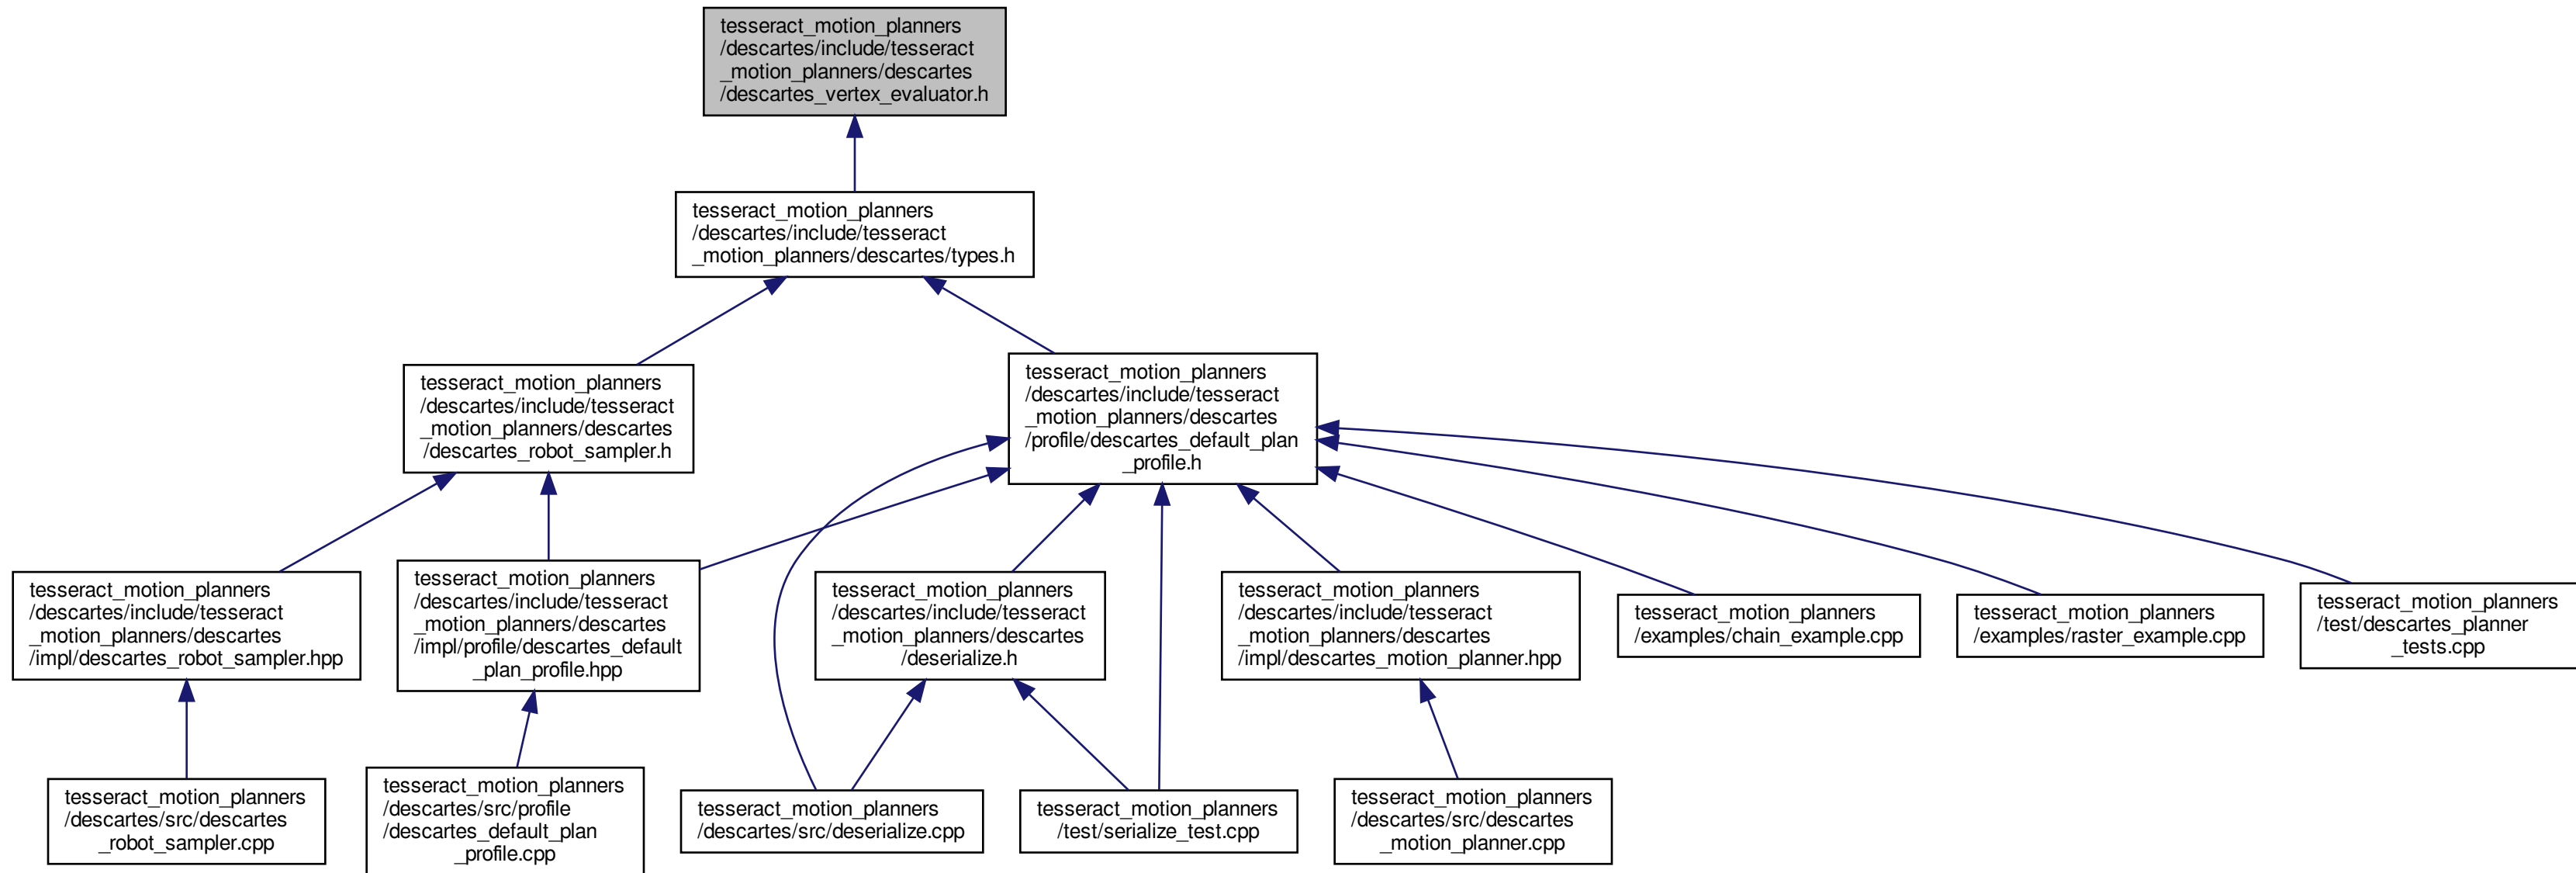 tesseract_motion_planners
/descartes/include/tesseract
_motion_planners/descartes
/descartes_vertex_evaluator.h
tesseract_motion_planners
/descartes/include/tesseract
_motion_planners/descartes/types.h
tesseract_motion_planners
/descartes/include/tesseract
_motion_planners/descartes
/descartes_robot_sampler.h
tesseract_motion_planners
/descartes/include/tesseract
_motion_planners/descartes
/profile/descartes_default_plan
_profile.h
tesseract_motion_planners
/descartes/include/tesseract
_motion_planners/descartes
/impl/descartes_robot_sampler.hpp
tesseract_motion_planners
/descartes/include/tesseract
_motion_planners/descartes
/impl/profile/descartes_default
_plan_profile.hpp
tesseract_motion_planners
/descartes/include/tesseract
_motion_planners/descartes
/deserialize.h
tesseract_motion_planners
/descartes/include/tesseract
_motion_planners/descartes
/impl/descartes_motion_planner.hpp
tesseract_motion_planners
/examples/chain_example.cpp
tesseract_motion_planners
/examples/raster_example.cpp
tesseract_motion_planners
/test/descartes_planner
_tests.cpp
tesseract_motion_planners
/descartes/src/descartes
_robot_sampler.cpp
tesseract_motion_planners
/descartes/src/profile
/descartes_default_plan
_profile.cpp
tesseract_motion_planners
/descartes/src/deserialize.cpp
tesseract_motion_planners
/test/serialize_test.cpp
tesseract_motion_planners
/descartes/src/descartes
_motion_planner.cpp